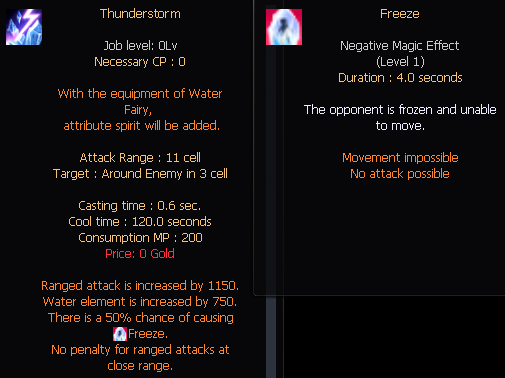 Thunderstorm
Job level: 0Lv
Necessary CP : 0
With the equipment of Water
Fairy,
attribute spirit will be added.
Attack Range : 11 cell
Target : Around Enemy in 3 cell
Casting time : 0.6 sec.
Cool time : 120.0 seconds
Consumption MP : 200
Price: 0 Gold
Ranged attack is increased by 1150.
Water element is increased by 750.
There is a 50% chance of causing
Freeze.
No penalty for ranged attacks at
close range.
Freeze
Negative Magic Effect
(Level 1)
Duration : 4.0 seconds
The opponent is frozen and unable
to move.
Movement impossible
No attack possible